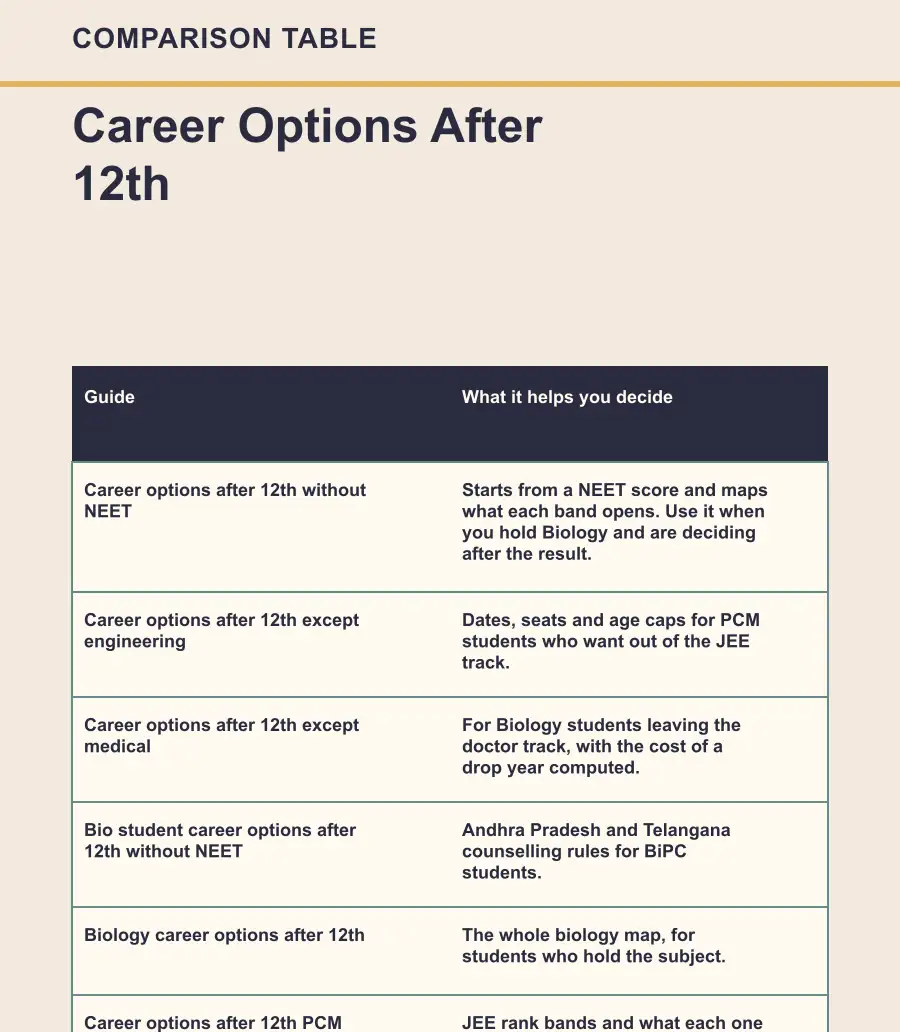 COMPARISON TABLE
Career Options After
12th
Guide
What it helps you decide
Career options after 12th without
NEET
Starts from a NEET score and maps
what each band opens. Use it when
you hold Biology and are deciding
after the result.
Career options after 12th except
engineering
Dates, seats and age caps for PCM
students who want out of the JEE
track.
Career options after 12th except
medical
For Biology students leaving the
doctor track, with the cost of a
drop year computed.
Bio student career options after
12th without NEET
Andhra Pradesh and Telangana
counselling rules for BiPC
students.
Biology career options after 12th
The whole biology map, for
students who hold the subject.
Career options after 12th PCM
JEE rank bands and what each one